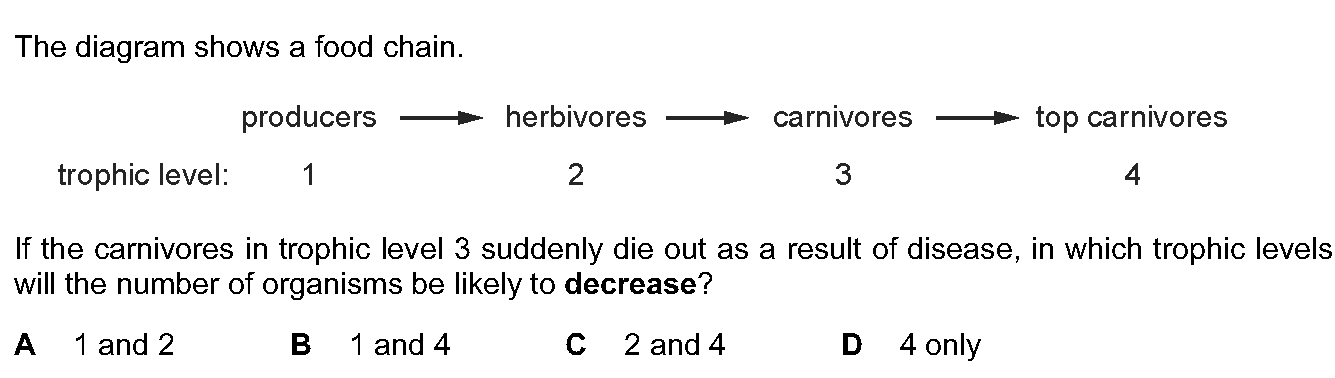 The diagram shows a food chain.
producers herbivores carnivores top carnivores
trophic level: 1 2 3 4
If the carnivores in trophic level 3 suddenly die out as a result of disease, in which trophic levels
will the number of organisms be likely to decrease?
A 1 and 2 B 1 and 4 C 2 and 4 D 4 only